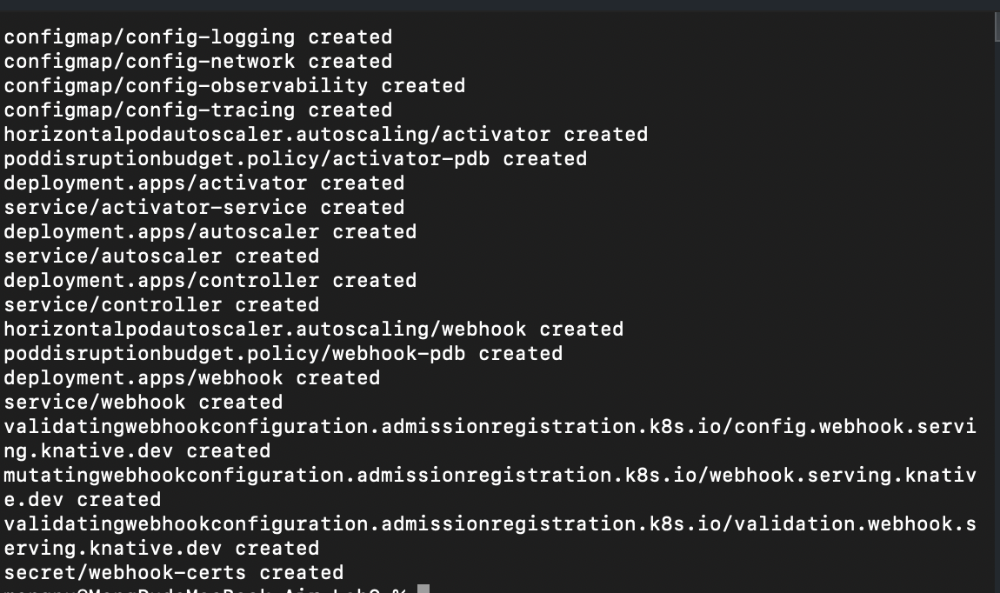 configmap/config-logging created
configmap/config-network created
configmap/config-observability created
configmap/config-tracing created
horizontalpodautoscaler.autoscaling/activator created
poddisruptionbudget.policy/activator-pdb created
deployment.apps/activator created
service/activator-service created
deployment.apps/autoscaler created
service/autoscaler created
deployment.apps/controller created
service/controller created
horizontalpodautoscaler.autoscaling/webhook created
poddisruptionbudget.policy/webhook-pdb created
deployment.apps/webhook created
service/webhook created
validatingwebhookconfiguration.admissionregistration.k8s.io/config.webhook.servi
ng.knative.dev created
mutatingwebhookconfiguration.admissionregistration.k8s.io/webhook.serving.knativ
e.dev created
validatingwebhookconfiguration.admissionregistration.k8s.io/validation.webhook.s
erving.knative.dev created
secret/webhook-certs created